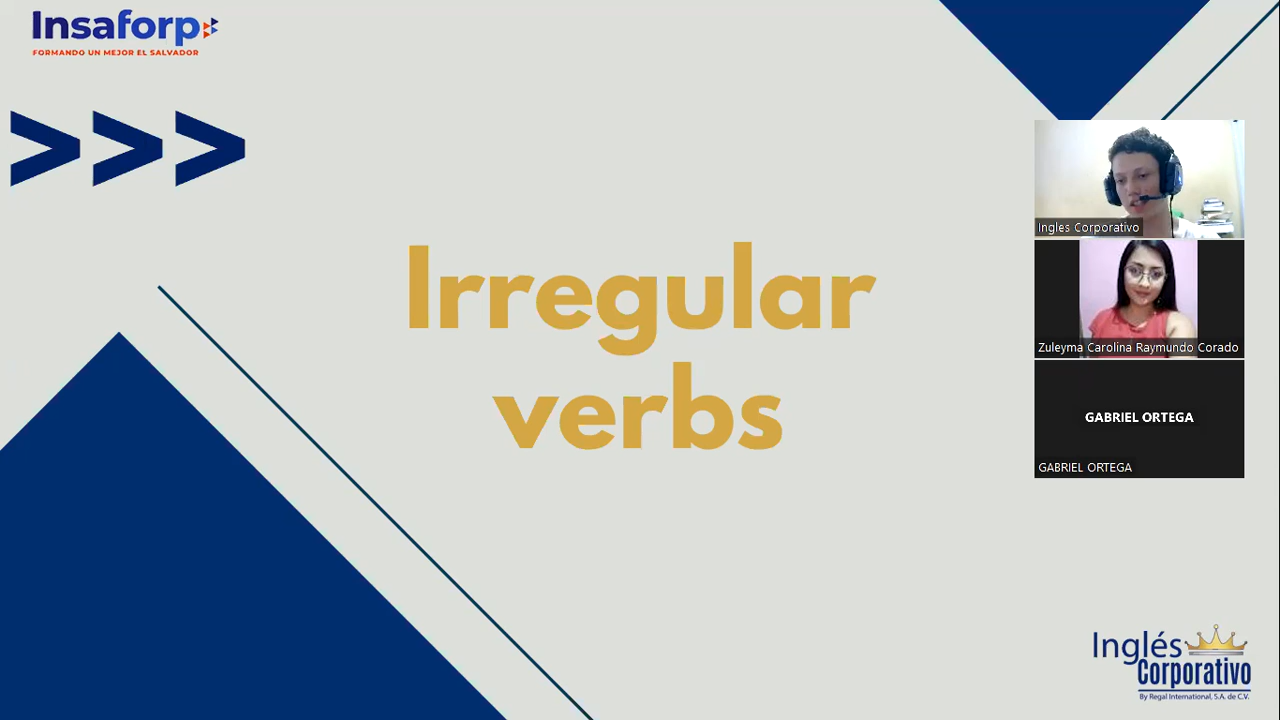 Insaforp
FORMANDO UN MEJOR EL SALVADOR
>>>
Irregular
verbs
Ingles Corporativo
Zuleyma Carolina Raymundo Corado
GABRIEL ORTEGA
GABRIEL ORTEGA
Inglés
Corporativo
By Regal International, S.A. de C.V.